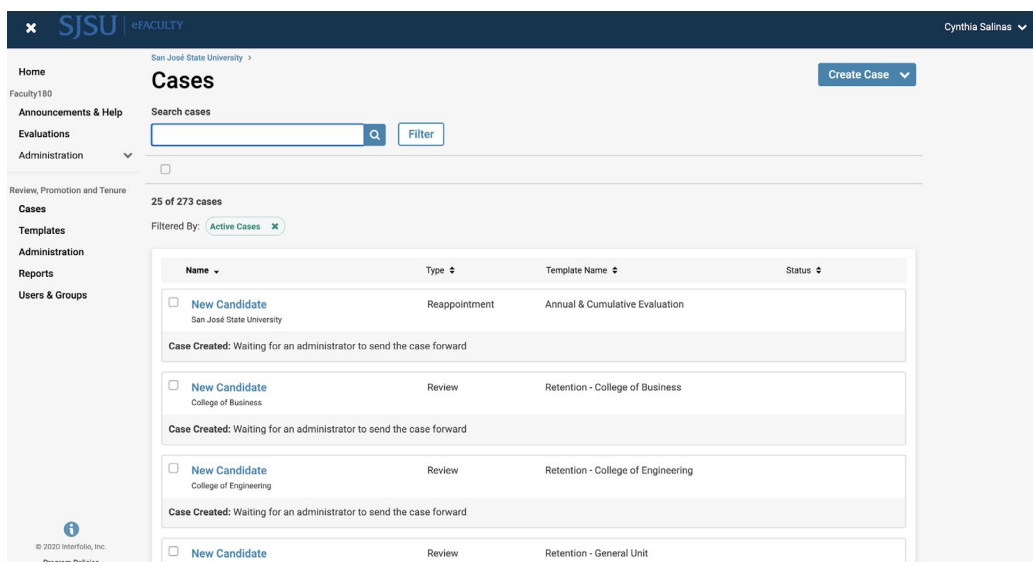 SJSU | eFACULTY
Cynthia Salinas
Home
Faculty180
Announcements & Help
Evaluations
Administration
Review, Promotion and Tenure
Cases
Templates
Administration
Reports
Users & Groups
© 2020 Interfolio, Inc.
Program Policies
San José State University >
Cases
Create Case
Search cases
Filter
25 of 273 cases
Filtered By: Active Cases ✖
Name Type Template Name Status
New Candidate Reappointment Annual & Cumulative Evaluation
San José State University
Case Created: Waiting for an administrator to send the case forward
New Candidate Review Retention - College of Business
College of Business
Case Created: Waiting for an administrator to send the case forward
New Candidate Review Retention - College of Engineering
College of Engineering
Case Created: Waiting for an administrator to send the case forward
New Candidate Review Retention - General Unit